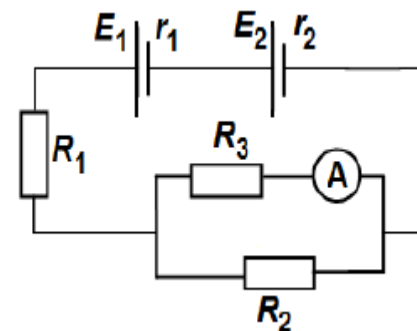 E₁ r₁ E₂ r₂
R₁
R₃
A
R₂